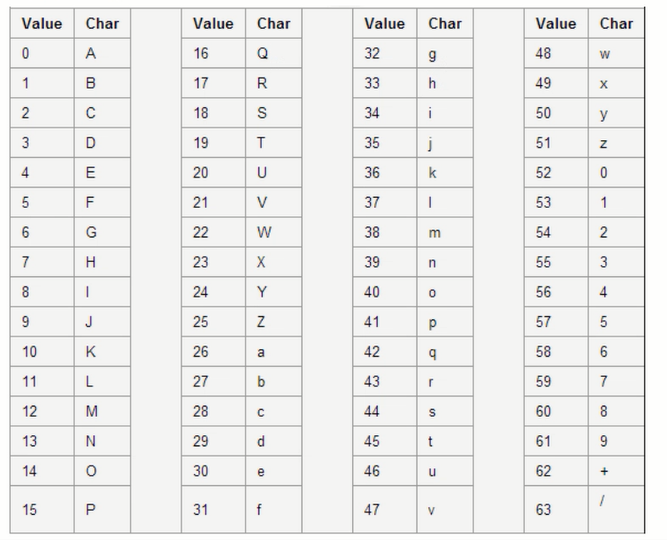 Value Char Value Char Value Char Value Char
0 A 16 Q 32 g 48 w
1 B 17 R 33 h 49 x
2 C 18 S 34 i 50 y
3 D 19 T 35 j 51 z
4 E 20 U 36 k 52 0
5 F 21 V 37 l 53 1
6 G 22 W 38 m 54 2
7 H 23 X 39 n 55 3
8 I 24 Y 40 o 56 4
9 J 25 Z 41 p 57 5
10 K 26 a 42 q 58 6
11 L 27 b 43 r 59 7
12 M 28 c 44 s 60 8
13 N 29 d 45 t 61 9
14 O 30 e 46 u 62 +
15 P 31 f 47 v 63 /